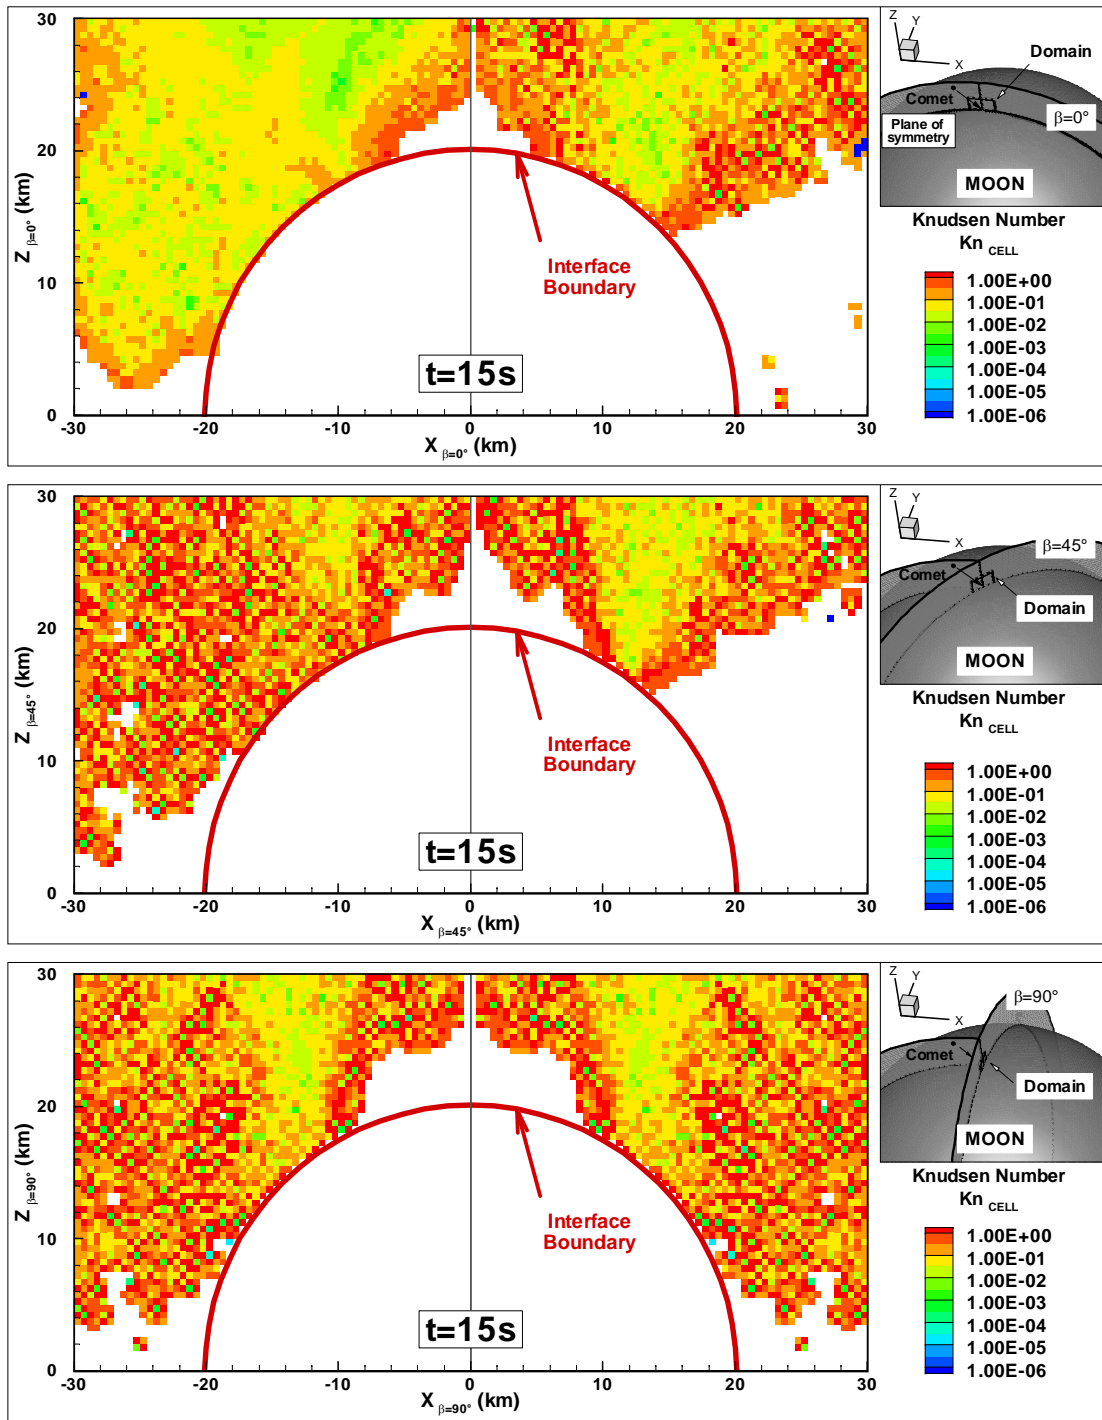 30
20
10
0
Z β=0° (km)
-30 -20 -10 0 10 20 30
X β=0° (km)
Interface
Boundary
t=15s
Z
Y
X
Domain
Comet
β=0°
Plane of
symmetry
MOON
Knudsen Number
Kn CELL
1.00E+00
1.00E-01
1.00E-02
1.00E-03
1.00E-04
1.00E-05
1.00E-06
30
20
10
0
Z β=45° (km)
-30 -20 -10 0 10 20 30
X β=45° (km)
Interface
Boundary
t=15s
Z
Y
X
β=45°
Comet
Domain
MOON
Knudsen Number
Kn CELL
1.00E+00
1.00E-01
1.00E-02
1.00E-03
1.00E-04
1.00E-05
1.00E-06
30
20
10
0
Z β=90° (km)
-30 -20 -10 0 10 20 30
X β=90° (km)
Interface
Boundary
t=15s
Z
Y
X
β=90°
Comet
Domain
MOON
Knudsen Number
Kn CELL
1.00E+00
1.00E-01
1.00E-02
1.00E-03
1.00E-04
1.00E-05
1.00E-06